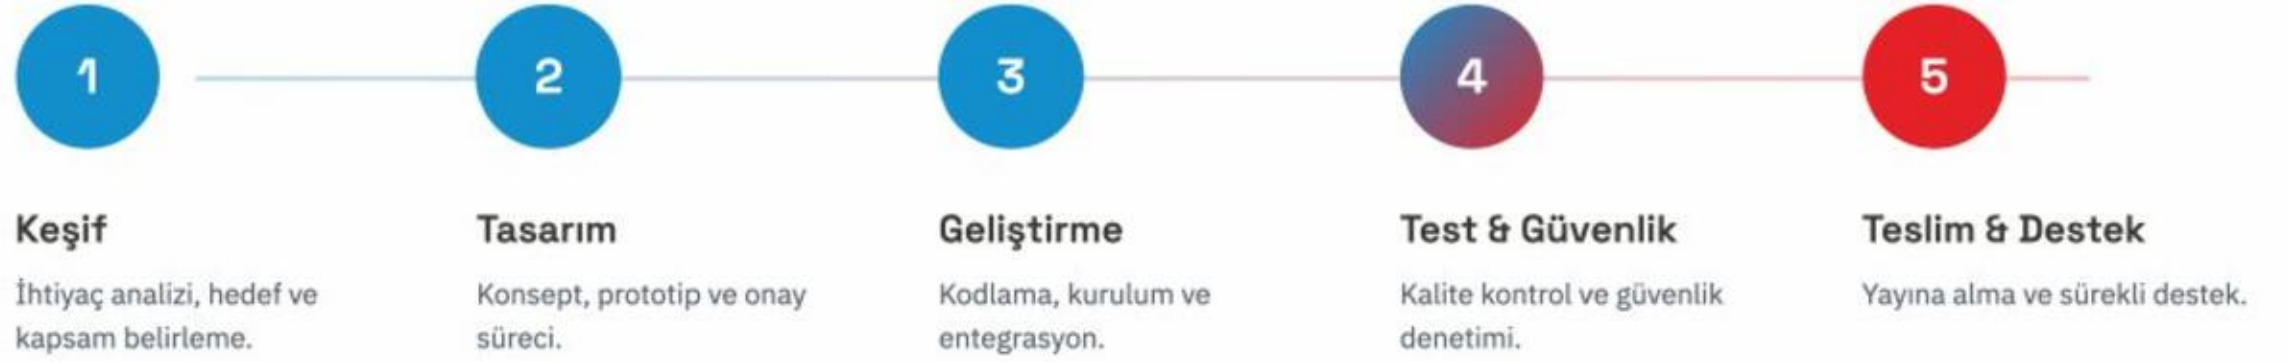 1
2
3
4
5
Keşif
İhtiyaç analizi, hedef ve
kapsam belirleme.
Tasarım
Konsept, prototip ve onay
süreci.
Geliştirme
Kodlama, kurulum ve
entegrasyon.
Test & Güvenlik
Kalite kontrol ve güvenlik
denetimi.
Teslim & Destek
Yayına alma ve sürekli destek.